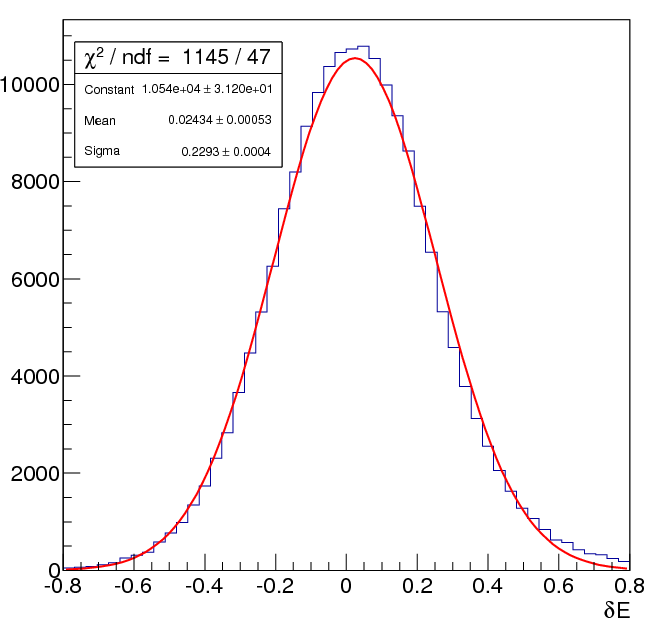 χ² / ndf = 1145 / 47
Constant 1.054e+04 ± 3.120e+01
Mean 0.02434 ± 0.00053
Sigma 0.2293 ± 0.0004
10000
8000
6000
4000
2000
0
-0.8 -0.6 -0.4 -0.2 0 0.2 0.4 0.6 0.8
δE